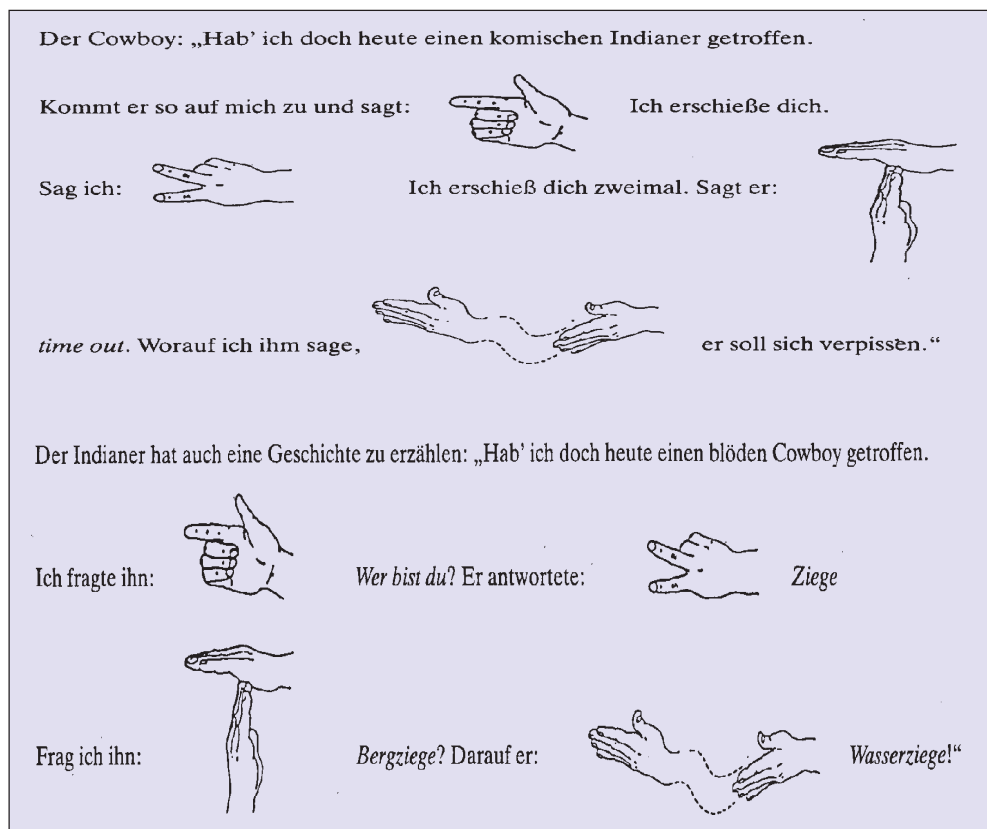 Der Cowboy: „Hab’ ich doch heute einen komischen Indianer getroffen.
Kommt er so auf mich zu und sagt: Ich erschieße dich.
Sag ich: Ich erschieß dich zweimal. Sagt er:
time out. Worauf ich ihm sage, er soll sich verpissen.“
Der Indianer hat auch eine Geschichte zu erzählen: „Hab’ ich doch heute einen blöden Cowboy getroffen.
Ich fragte ihn: Wer bist du? Er antwortete: Ziege
Frag ich ihn: Bergziege? Darauf er: Wasserziege!“